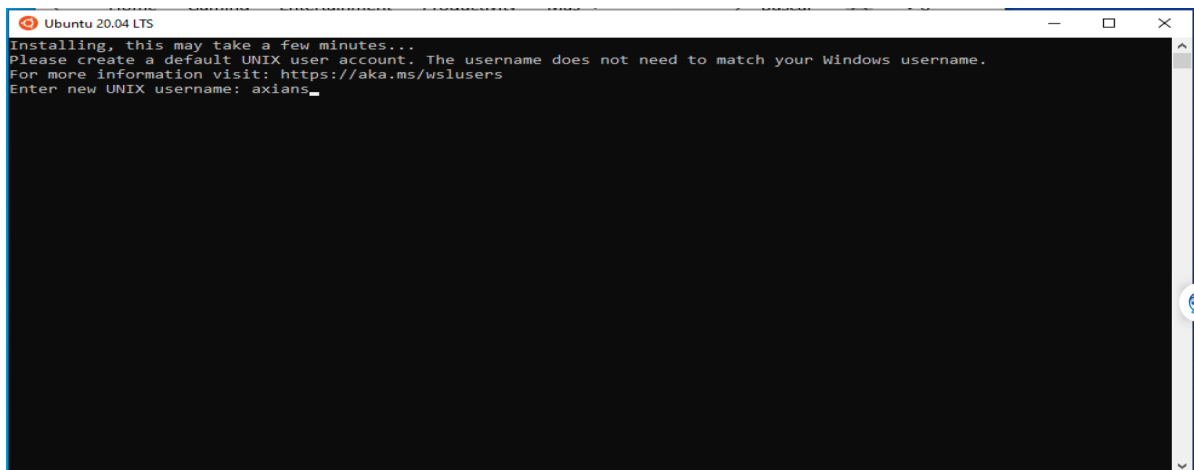 Ubuntu 20.04 LTS
Installing, this may take a few minutes...
Please create a default UNIX user account. The username does not need to match your Windows username.
For more information visit: https://aka.ms/wslusers
Enter new UNIX username: axians